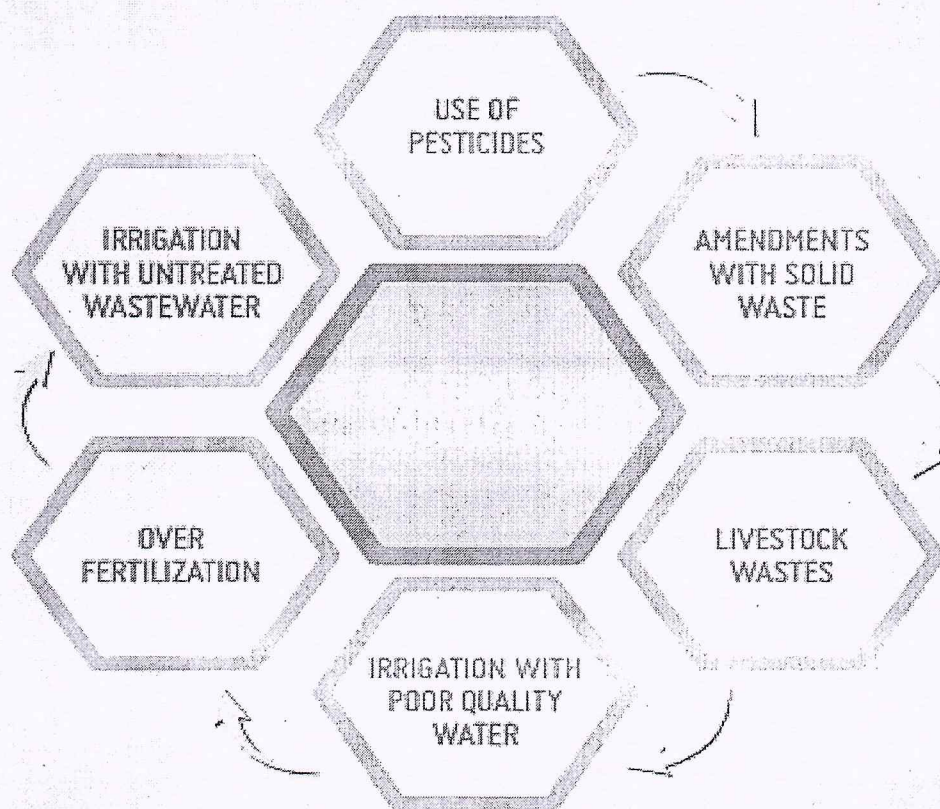 USE OF
PESTICIDES
AMENDMENTS
WITH SOLID
WASTE
LIVESTOCK
WASTES
IRRIGATION WITH
POOR QUALITY
WATER
OVER
FERTILIZATION
IRRIGATION
WITH UNTREATED
WASTEWATER